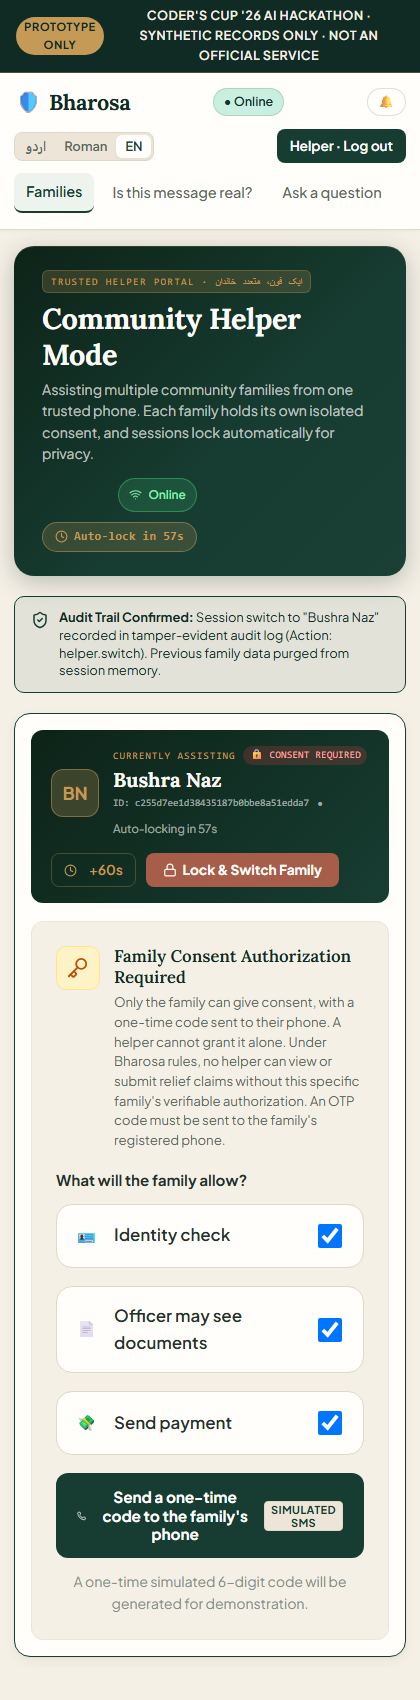 PROTOTYPE ONLY
CODER'S CUP '26 AI HACKATHON ·
SYNTHETIC RECORDS ONLY · NOT AN
OFFICIAL SERVICE
Bharosa
• Online
اردو
Roman
EN
Helper · Log out
Families
Is this message real?
Ask a question
TRUSTED HELPER PORTAL · ایک فون، متعدد خاندان
Community Helper
Mode
Assisting multiple community families from one
trusted phone. Each family holds its own isolated
consent, and sessions lock automatically for
privacy.
Online
Auto-lock in 57s
Audit Trail Confirmed: Session switch to "Bushra Naz"
recorded in tamper-evident audit log (Action:
helper.switch). Previous family data purged from
session memory.
BN
CURRENTLY ASSISTING
CONSENT REQUIRED
Bushra Naz
ID: c255d7ee1d38435187b0bbe8a51edda7 •
Auto-locking in 57s
+60s
Lock & Switch Family
Family Consent Authorization
Required
Only the family can give consent, with a
one-time code sent to their phone. A
helper cannot grant it alone. Under
Bharosa rules, no helper can view or
submit relief claims without this specific
family's verifiable authorization. An OTP
code must be sent to the family's
registered phone.
What will the family allow?
Identity check
Officer may see
documents
Send payment
Send a one-time
code to the family's
phone
SIMULATED
SMS
A one-time simulated 6-digit code will be
generated for demonstration.